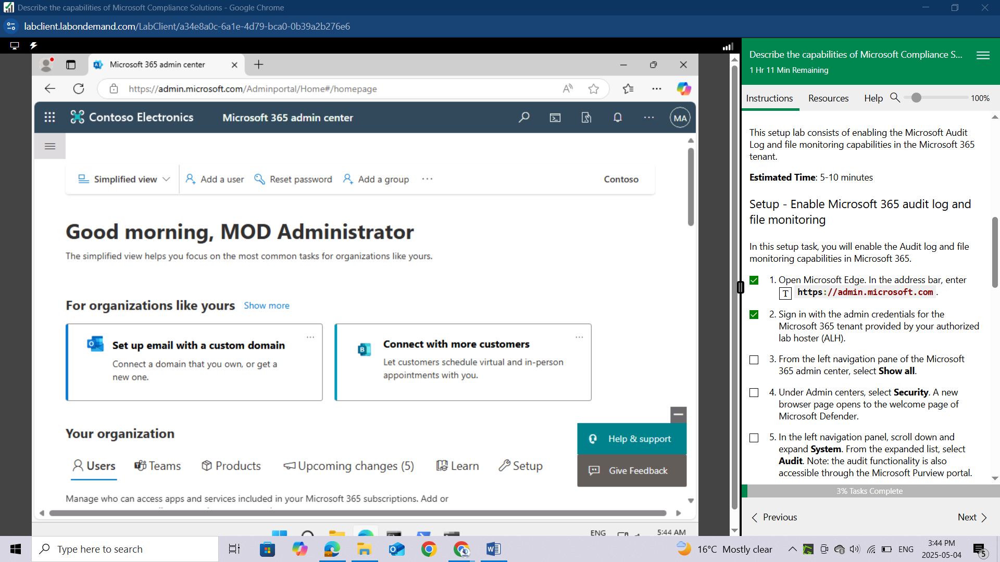 Describe the capabilities of Microsoft Compliance Solutions - Google Chrome
labclient.labondemand.com/LabClient/a34e8a0c-6a1e-4d79-bca0-0b39a2b276e6
Microsoft 365 admin center
https://admin.microsoft.com/Adminportal/Home#/homepage
Contoso Electronics
Microsoft 365 admin center
MA
Simplified view
Add a user
Reset password
Add a group
Contoso
Good morning, MOD Administrator
The simplified view helps you focus on the most common tasks for organizations like yours.
For organizations like yours
Show more
Set up email with a custom domain
Connect a domain that you own, or get a
new one.
Connect with more customers
Let customers schedule virtual and in-person
appointments with you.
Your organization
Help & support
Give Feedback
Users
Teams
Products
Upcoming changes (5)
Learn
Setup
Manage who can access apps and services included in your Microsoft 365 subscriptions. Add or
ENG
5:44 AM
Describe the capabilities of Microsoft Compliance S...
1 Hr 11 Min Remaining
Instructions
Resources
Help
100%
This setup lab consists of enabling the Microsoft Audit
Log and file monitoring capabilities in the Microsoft 365
tenant.
Estimated Time: 5-10 minutes
Setup - Enable Microsoft 365 audit log and
file monitoring
In this setup task, you will enable the Audit log and file
monitoring capabilities in Microsoft 365.
1. Open Microsoft Edge. In the address bar, enter
T https://admin.microsoft.com .
2. Sign in with the admin credentials for the
Microsoft 365 tenant provided by your authorized
lab hoster (ALH).
3. From the left navigation pane of the Microsoft
365 admin center, select Show all.
4. Under Admin centers, select Security. A new
browser page opens to the welcome page of
Microsoft Defender.
5. In the left navigation panel, scroll down and
expand System. From the expanded list, select
Audit. Note: the audit functionality is also
accessible through the Microsoft Purview portal.
3% Tasks Complete
Previous
Next
Type here to search
16°C Mostly clear
ENG
3:44 PM
2025-05-04
5